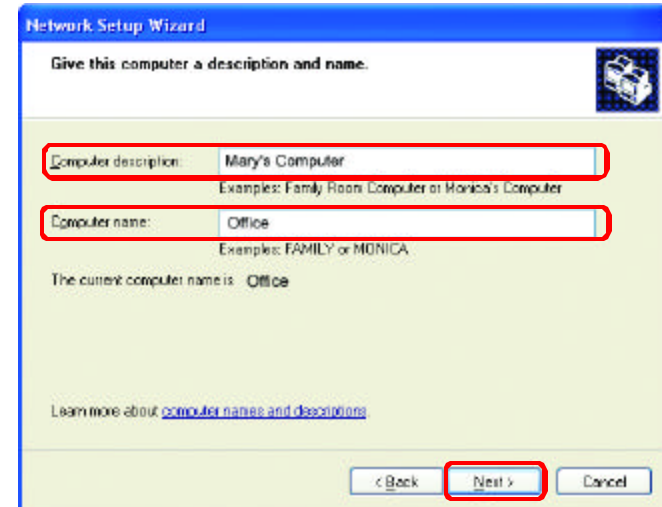 Network Setup Wizard
Give this computer a description and name.
Computer description: Mary's Computer
Examples: Family Room Computer or Monica's Computer
Computer name: Office
Examples: FAMILY or MONICA
The current computer name is Office
Learn more about computer names and descriptions.
< Back Next > Cancel